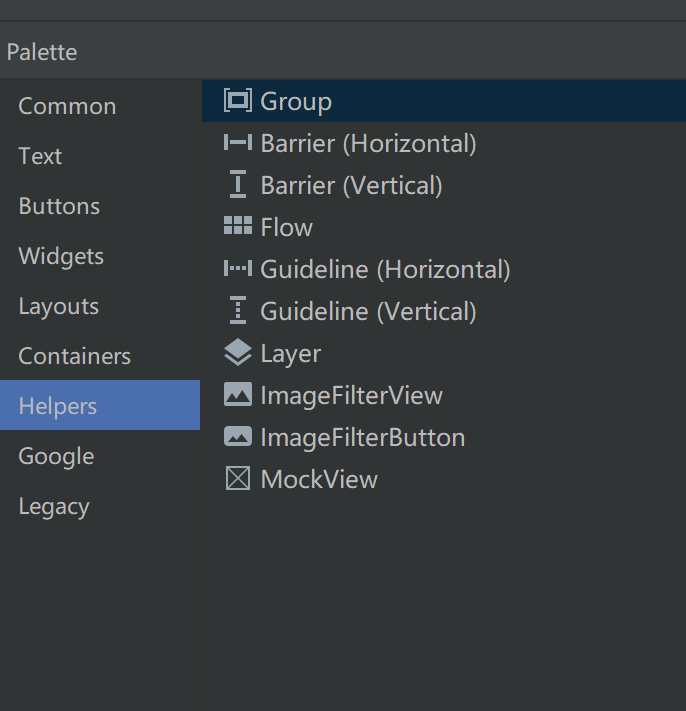 Palette
Common
Text
Buttons
Widgets
Layouts
Containers
Helpers
Google
Legacy
Group
Barrier (Horizontal)
Barrier (Vertical)
Flow
Guideline (Horizontal)
Guideline (Vertical)
Layer
ImageFilterView
ImageFilterButton
MockView